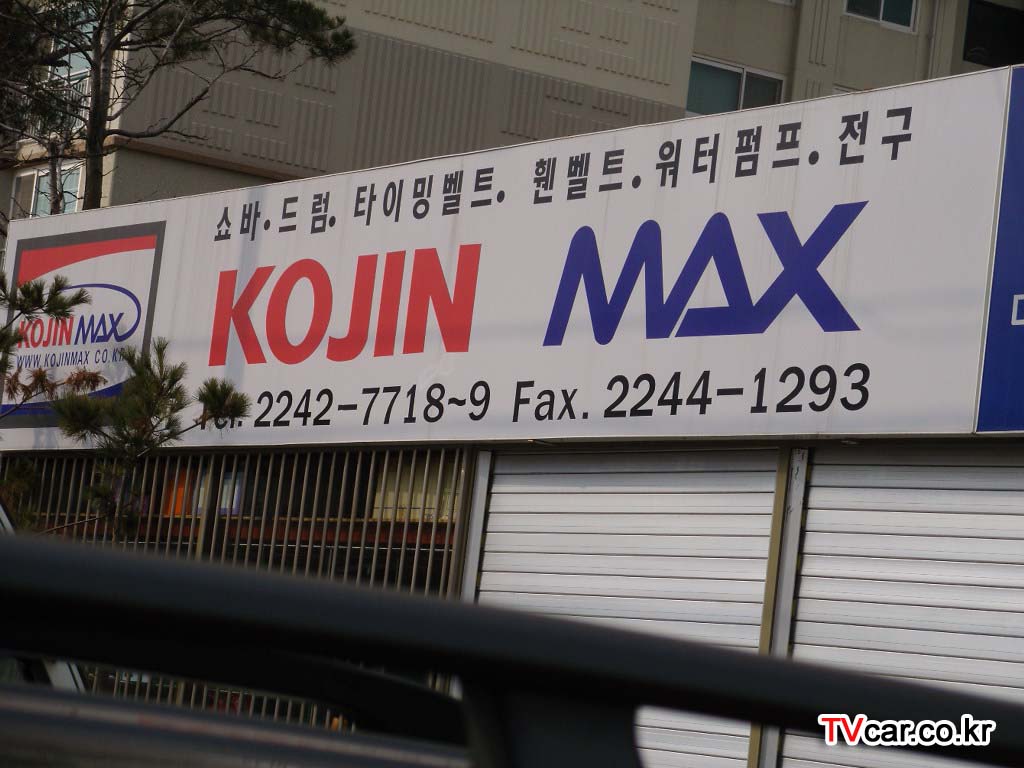 쇼바.드럼.타이밍벨트.휀벨트.워터펌프.전구
KOJIN MAX
KOJIN MAX
WWW.KOJINMAX.CO.KR
Tel. 2242-7718~9 Fax. 2244-1293
TVcar.co.kr